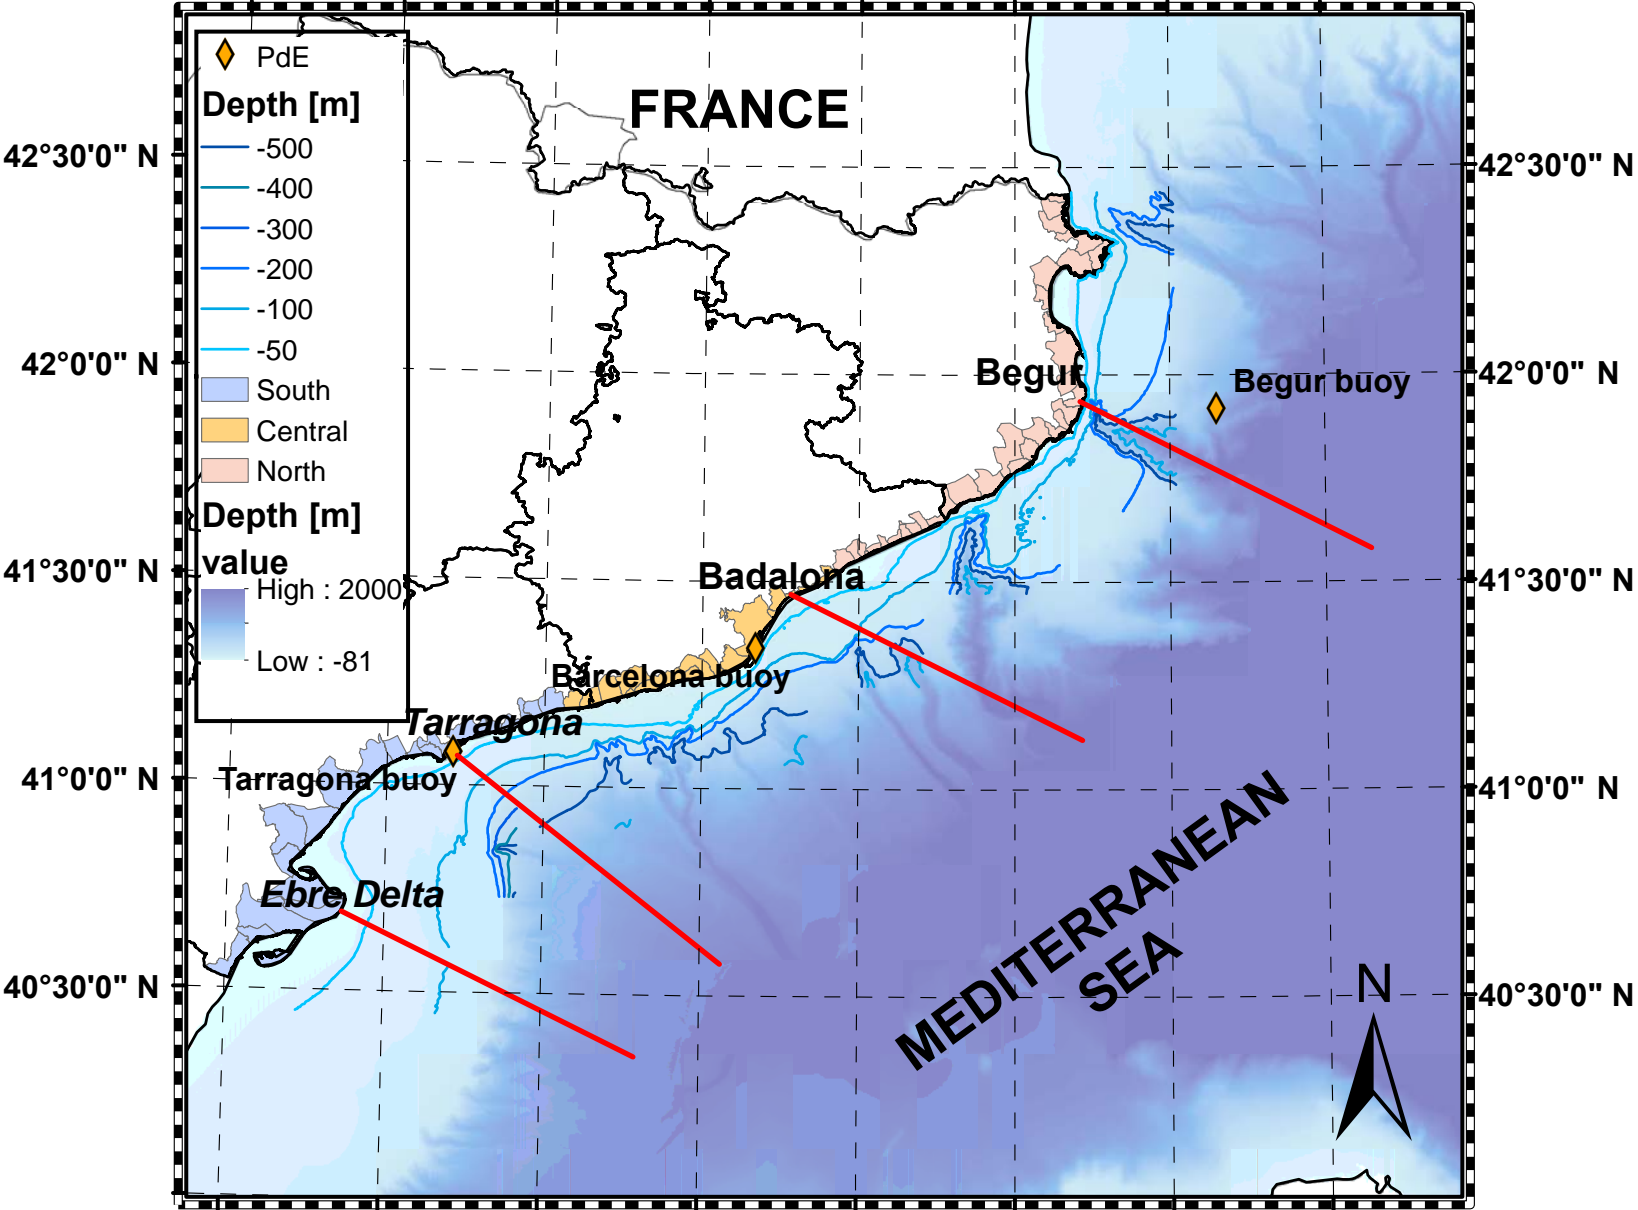 PdE
Depth [m]
-500
-400
-300
-200
-100
-50
South
Central
North
Depth [m]
value
High : 2000
Low : -81
FRANCE
42°30'0" N
42°30'0" N
42°0'0" N
42°0'0" N
Begur
Begur buoy
41°30'0" N
41°30'0" N
Badalona
Barcelona buoy
Tarragona
Tarragona buoy
41°0'0" N
41°0'0" N
Ebre Delta
MEDITERRANEAN
SEA
40°30'0" N
40°30'0" N
N